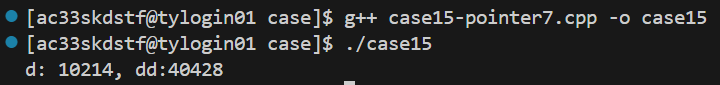 [ac33skdstf@tylogin01 case]$ g++ case15-pointer7.cpp -o case15
[ac33skdstf@tylogin01 case]$ ./case15
d: 10214, dd:40428